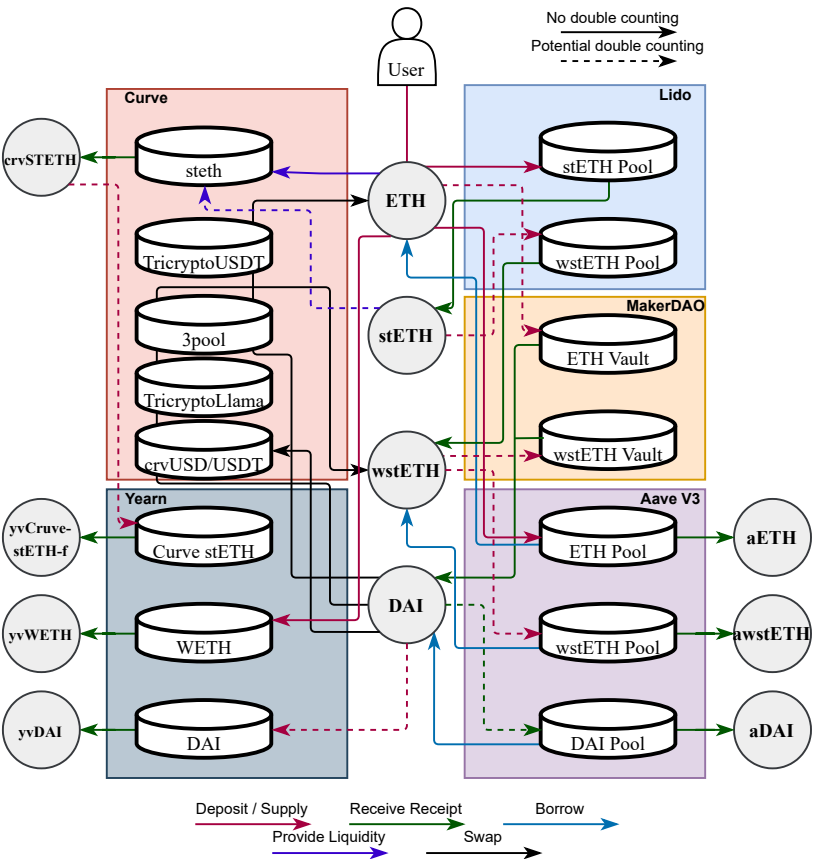 No double counting
Potential double counting
User
Curve
Lido
crvSTETH
steth
ETH
stETH Pool
TricryptoUSDT
wstETH Pool
MakerDAO
3pool
stETH
ETH Vault
TricryptoLlama
crvUSD/USDT
wstETH
wstETH Vault
Yearn
Aave V3
yvCruve-
stETH-f
Curve stETH
ETH Pool
aETH
DAI
yvWETH
WETH
wstETH Pool
awstETH
yvDAI
DAI
DAI Pool
aDAI
Deposit / Supply
Receive Receipt
Borrow
Provide Liquidity
Swap